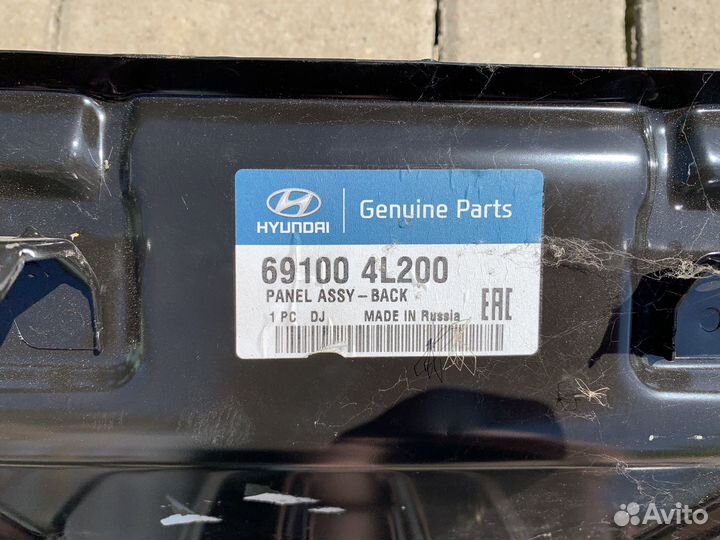 HYUNDAI
Genuine Parts
69100 4L200
PANEL ASSY-BACK
1 PC DJ MADE IN Russia
EAC
Avito